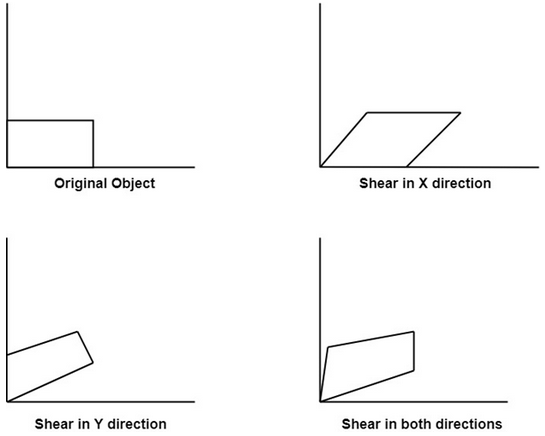 Original Object
Shear in X direction
Shear in Y direction
Shear in both directions